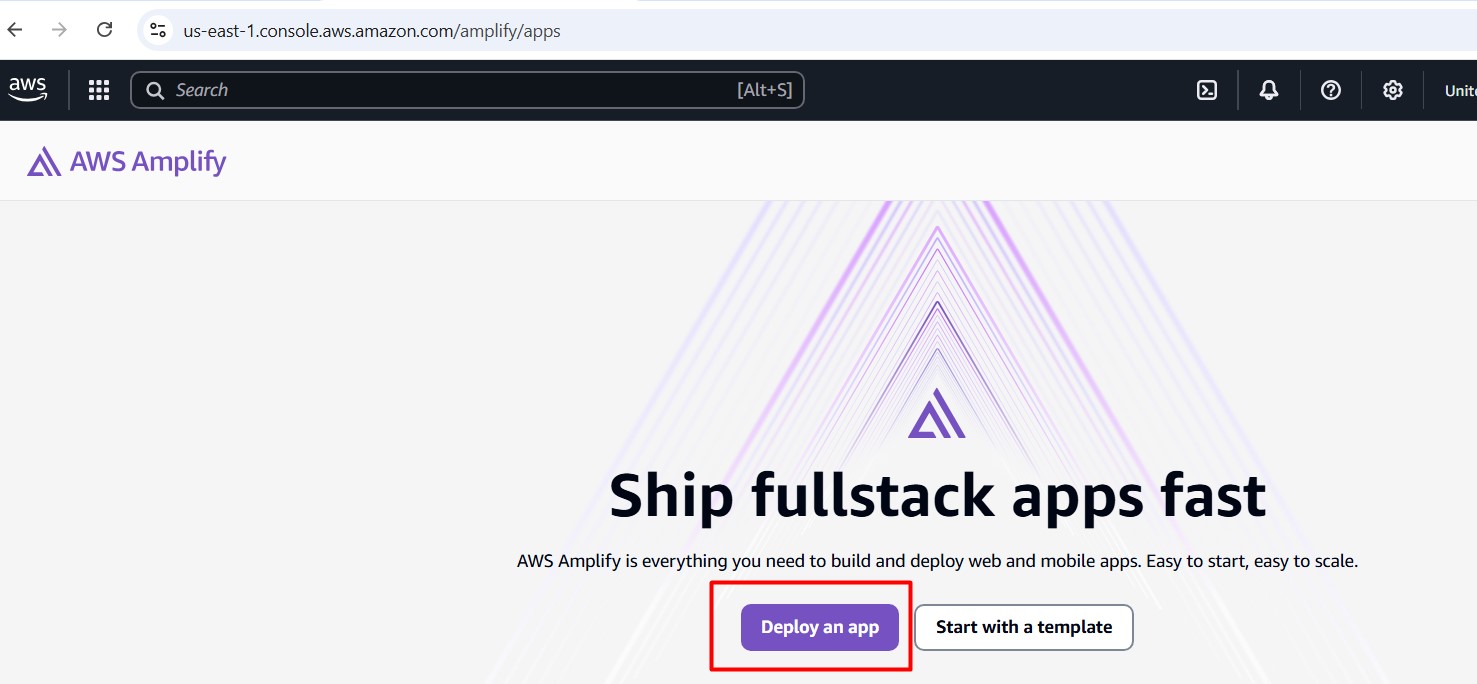 us-east-1.console.aws.amazon.com/amplify/apps
aws
Search
[Alt+S]
AWS Amplify
Ship fullstack apps fast
AWS Amplify is everything you need to build and deploy web and mobile apps. Easy to start, easy to scale.
Deploy an app
Start with a template